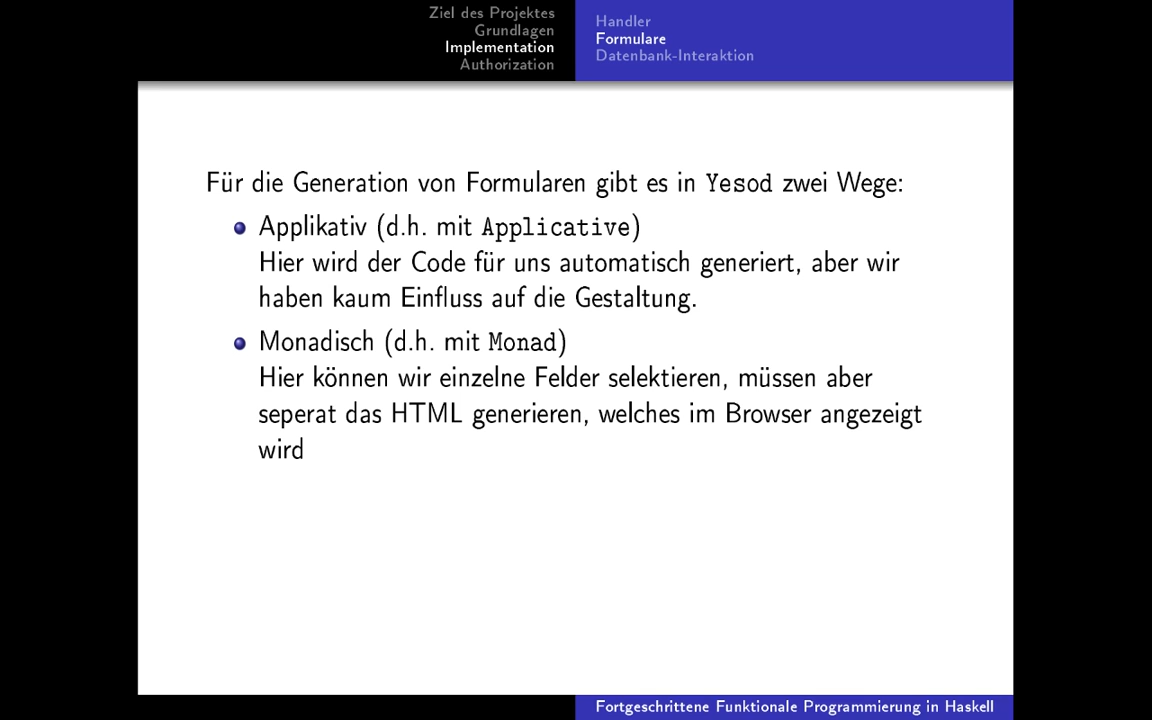 Ziel des Projektes
Grundlagen
Implementation
Authorization
Handler
Formulare
Datenbank-Interaktion
Für die Generation von Formularen gibt es in Yesod zwei Wege:
Applikativ (d.h. mit Applicative)
Hier wird der Code für uns automatisch generiert, aber wir
haben kaum Einfluss auf die Gestaltung.
Monadisch (d.h. mit Monad)
Hier können wir einzelne Felder selektieren, müssen aber
seperat das HTML generieren, welches im Browser angezeigt
wird
Fortgeschrittene Funktionale Programmierung in Haskell